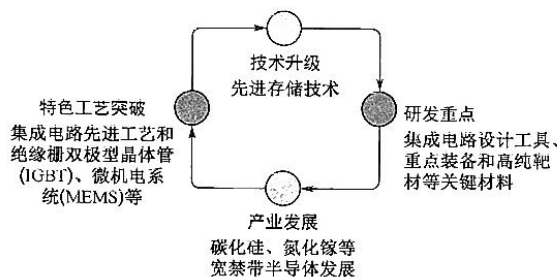 技术升级
先进存储技术
特色工艺突破
集成电路先进工艺和
绝缘栅双极型晶体管
(IGBT)、微机电系
统(MEMS)等
研发重点
集成电路设计工具、
重点装备和高纯靶
材等关键材料
产业发展
碳化硅、氮化镓等
宽禁带半导体发展